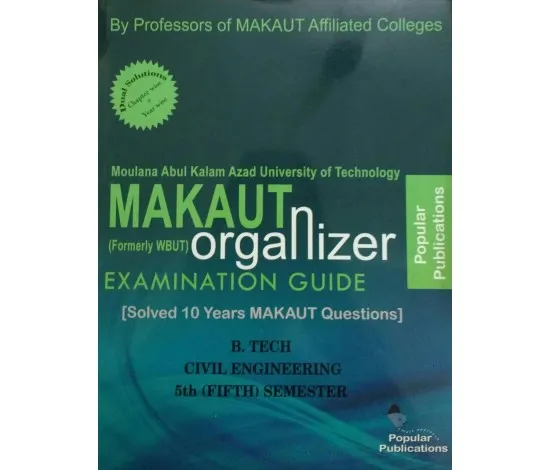 By Professors of MAKAUT Affiliated Colleges
Dual Solutions
Chapter wise
+
Year wise
Moulana Abul Kalam Azad University of Technology
MAKAUT
(Formerly WBUT)
organizer
EXAMINATION GUIDE
[Solved 10 Years MAKAUT Questions]
Popular
Publications
B. TECH
CIVIL ENGINEERING
5th (FIFTH) SEMESTER
Popular
Publications